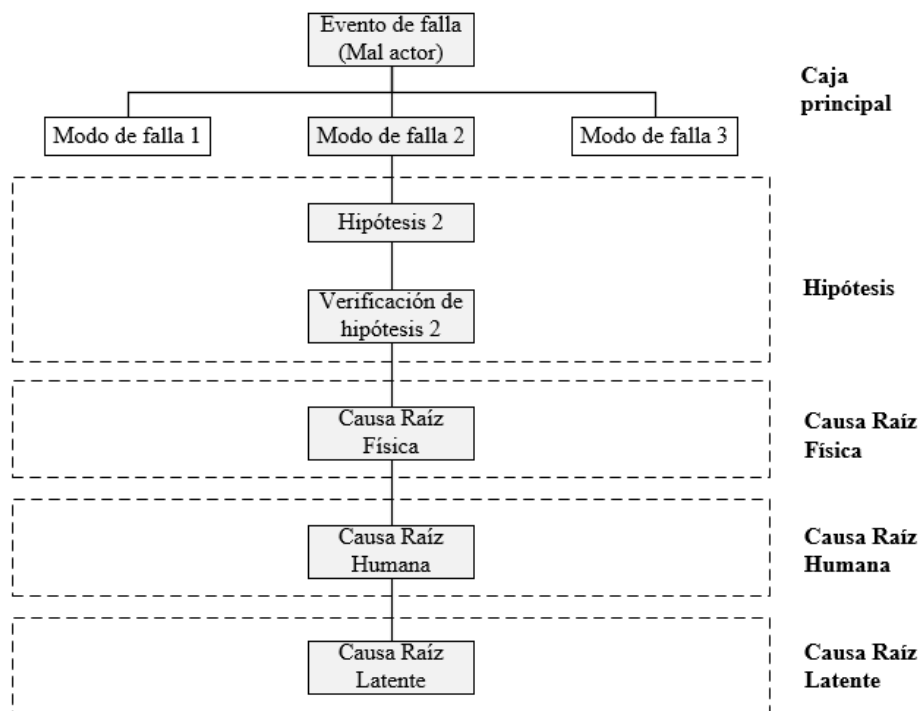 Evento de falla
(Mal actor)
Caja
principal
Modo de falla 1
Modo de falla 2
Modo de falla 3
Hipótesis 2
Verificación de
hipótesis 2
Hipótesis
Causa Raíz
Física
Causa Raíz
Física
Causa Raíz
Humana
Causa Raíz
Humana
Causa Raíz
Latente
Causa Raíz
Latente